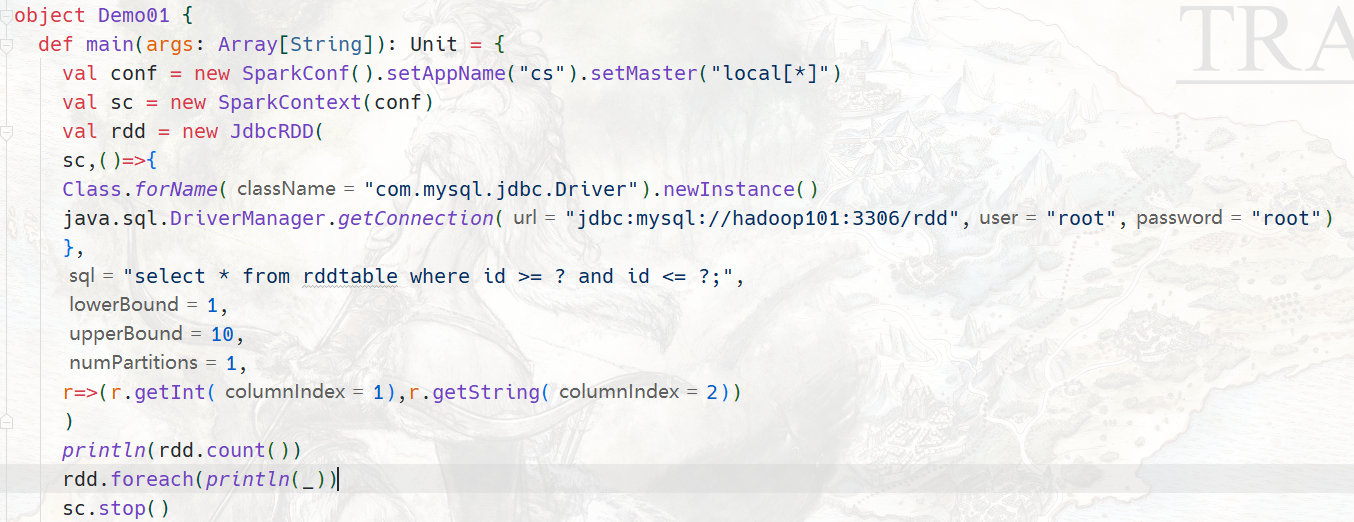 TRA
object Demo01 {
def main(args: Array[String]): Unit = {
val conf = new SparkConf().setAppName("cs").setMaster("local[*]")
val sc = new SparkContext(conf)
val rdd = new JdbcRDD(
sc,()=>{
Class.forName( className = "com.mysql.jdbc.Driver").newInstance()
java.sql.DriverManager.getConnection( url = "jdbc:mysql://hadoop101:3306/rdd", user = "root", password = "root")
},
sql = "select * from rddtable where id >= ? and id <= ?;",
lowerBound = 1,
upperBound = 10,
numPartitions = 1,
r=>(r.getInt( columnIndex = 1),r.getString( columnIndex = 2))
)
println(rdd.count())
rdd.foreach(println(_))
sc.stop()